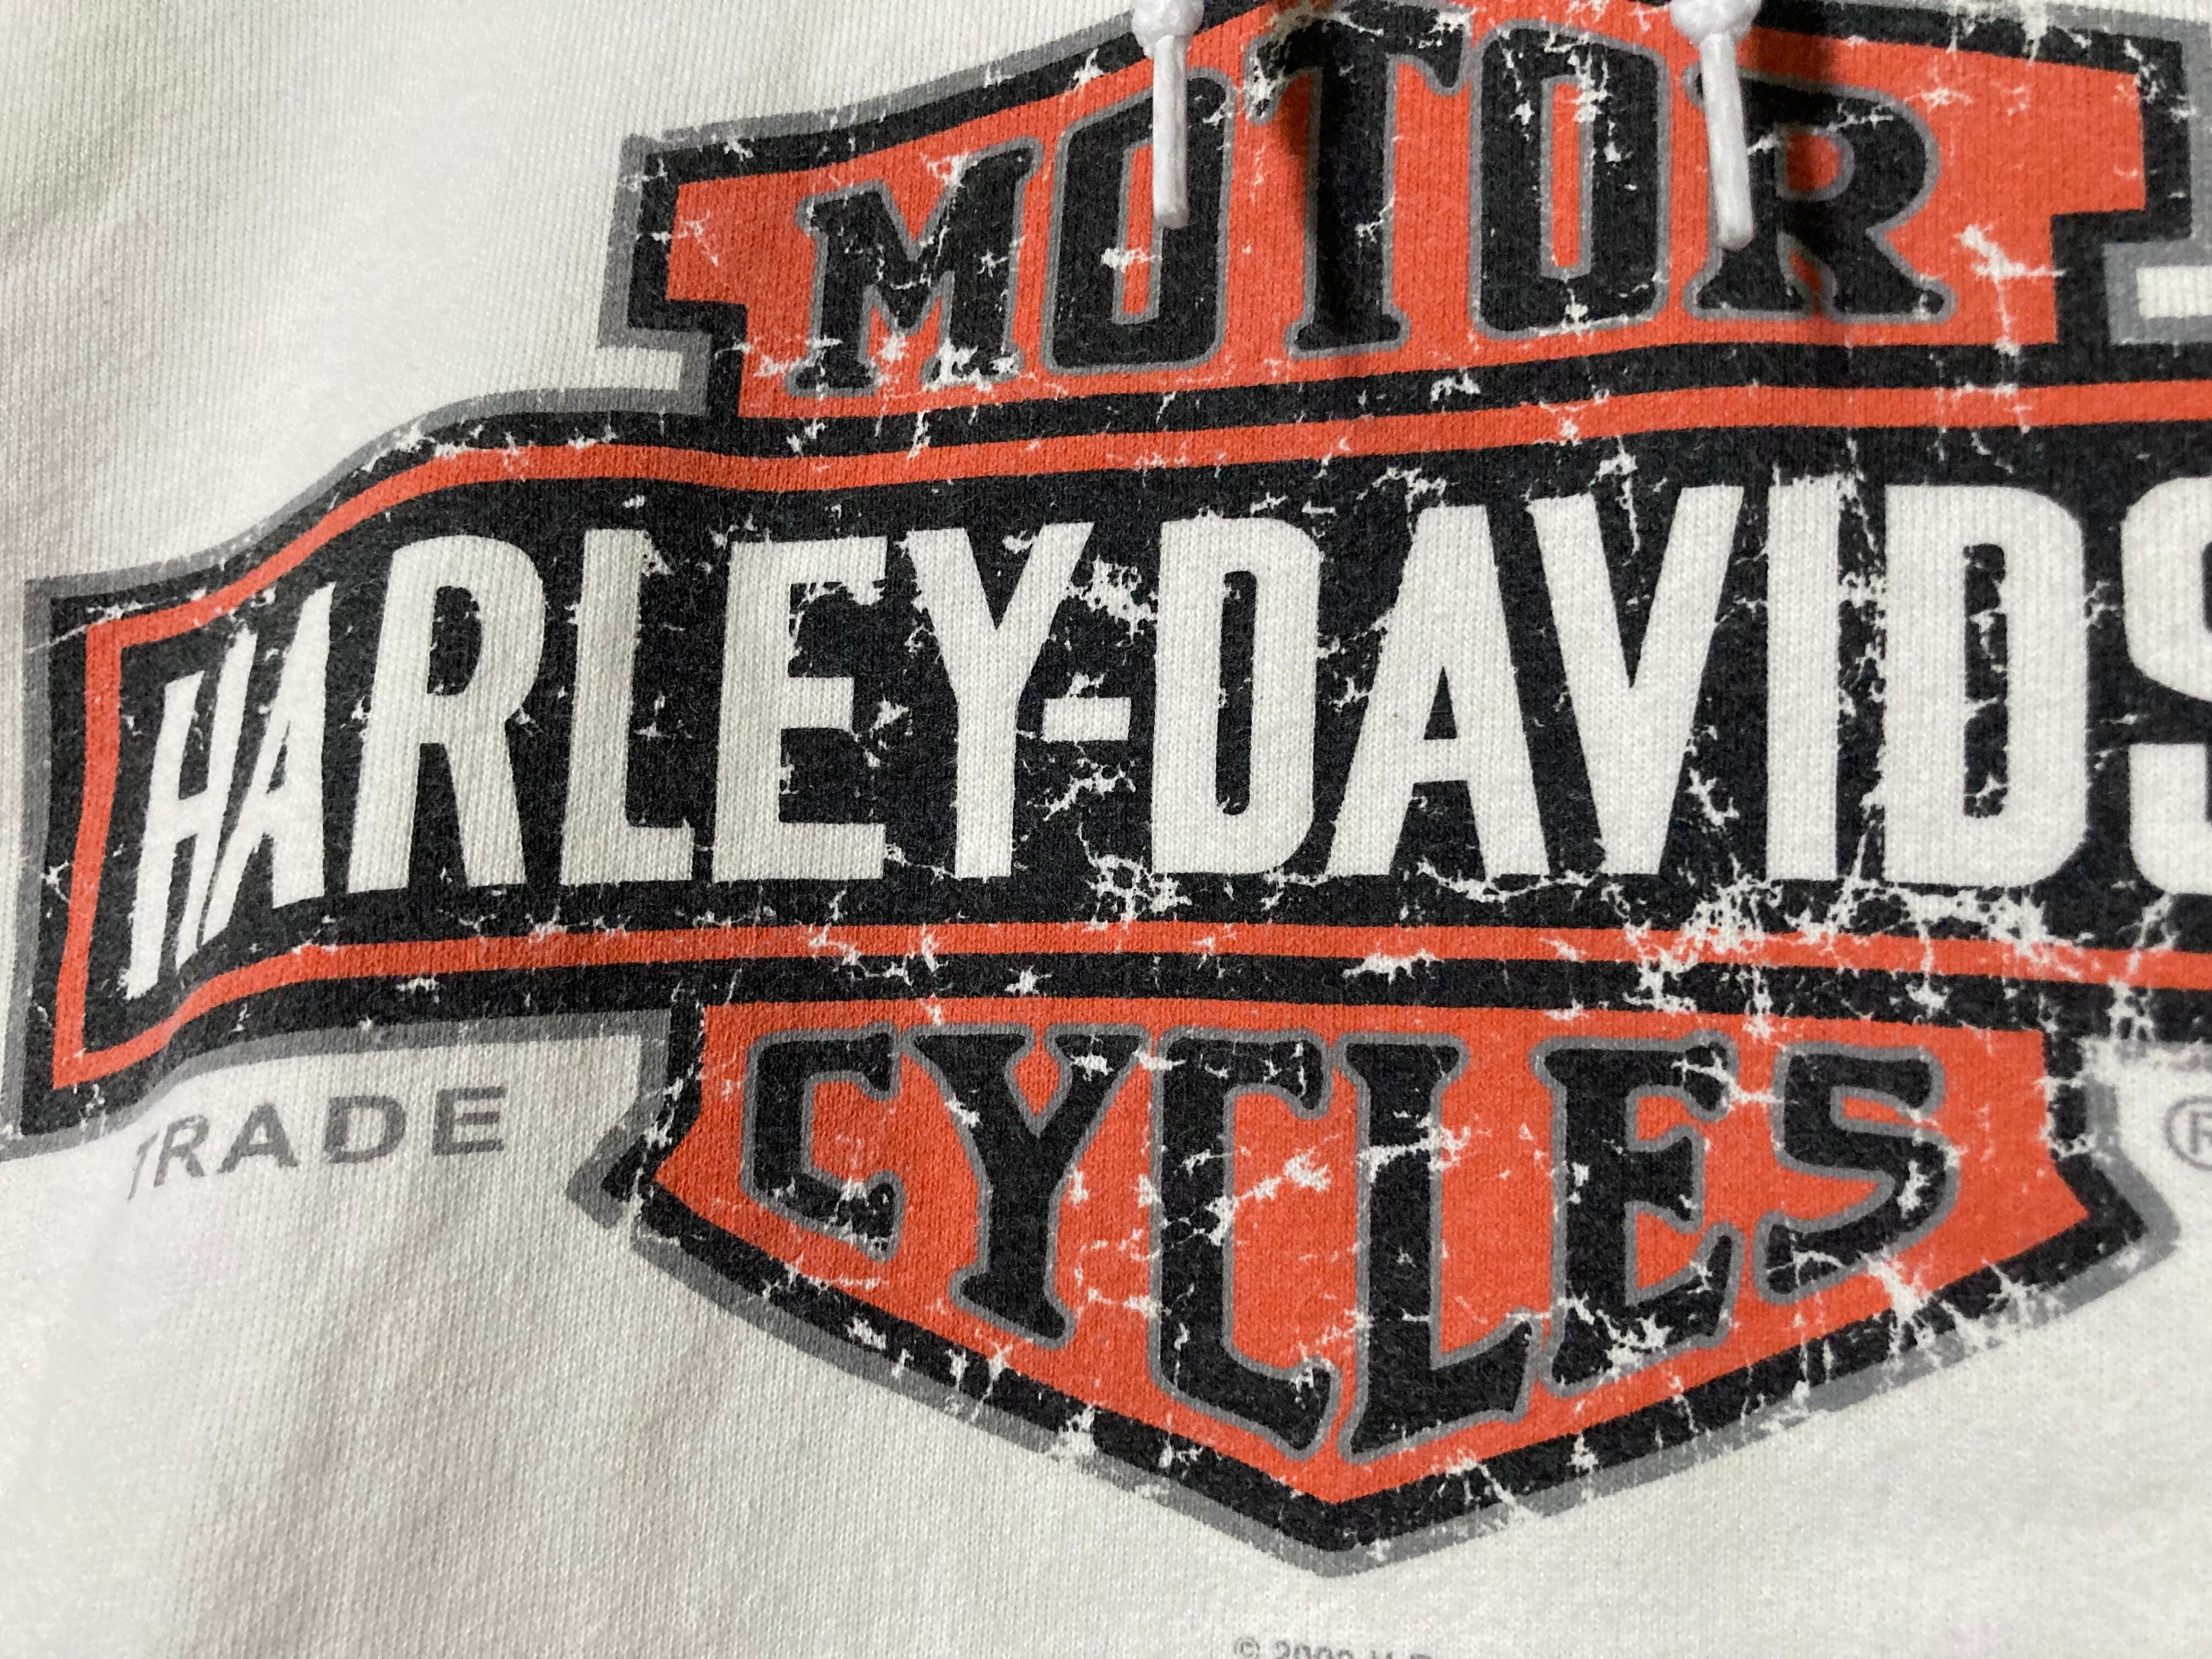 MOTOR
HARLEY-DAVIDS
CYCLES
TRADE
®